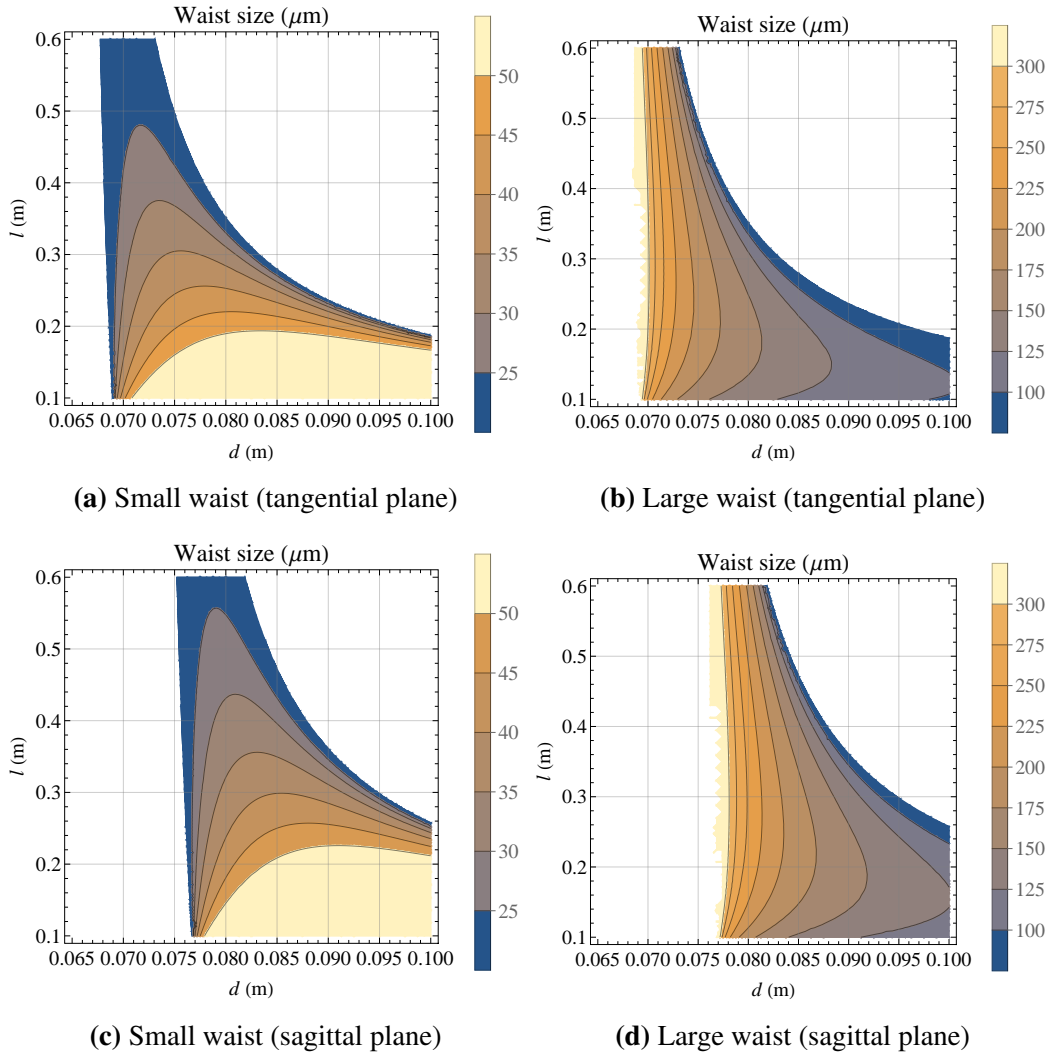 Waist size (μm)
0.6
0.5
0.4
0.3
0.2
0.1
l (m)
0.065 0.070 0.075 0.080 0.085 0.090 0.095 0.100
d (m)
50
45
40
35
30
25
(a) Small waist (tangential plane)
Waist size (μm)
0.6
0.5
0.4
0.3
0.2
0.1
l (m)
0.065 0.070 0.075 0.080 0.085 0.090 0.095 0.100
d (m)
300
275
250
225
200
175
150
125
100
(b) Large waist (tangential plane)
Waist size (μm)
0.6
0.5
0.4
0.3
0.2
0.1
l (m)
0.065 0.070 0.075 0.080 0.085 0.090 0.095 0.100
d (m)
50
45
40
35
30
25
(c) Small waist (sagittal plane)
Waist size (μm)
0.6
0.5
0.4
0.3
0.2
0.1
l (m)
0.065 0.070 0.075 0.080 0.085 0.090 0.095 0.100
d (m)
300
275
250
225
200
175
150
125
100
(d) Large waist (sagittal plane)